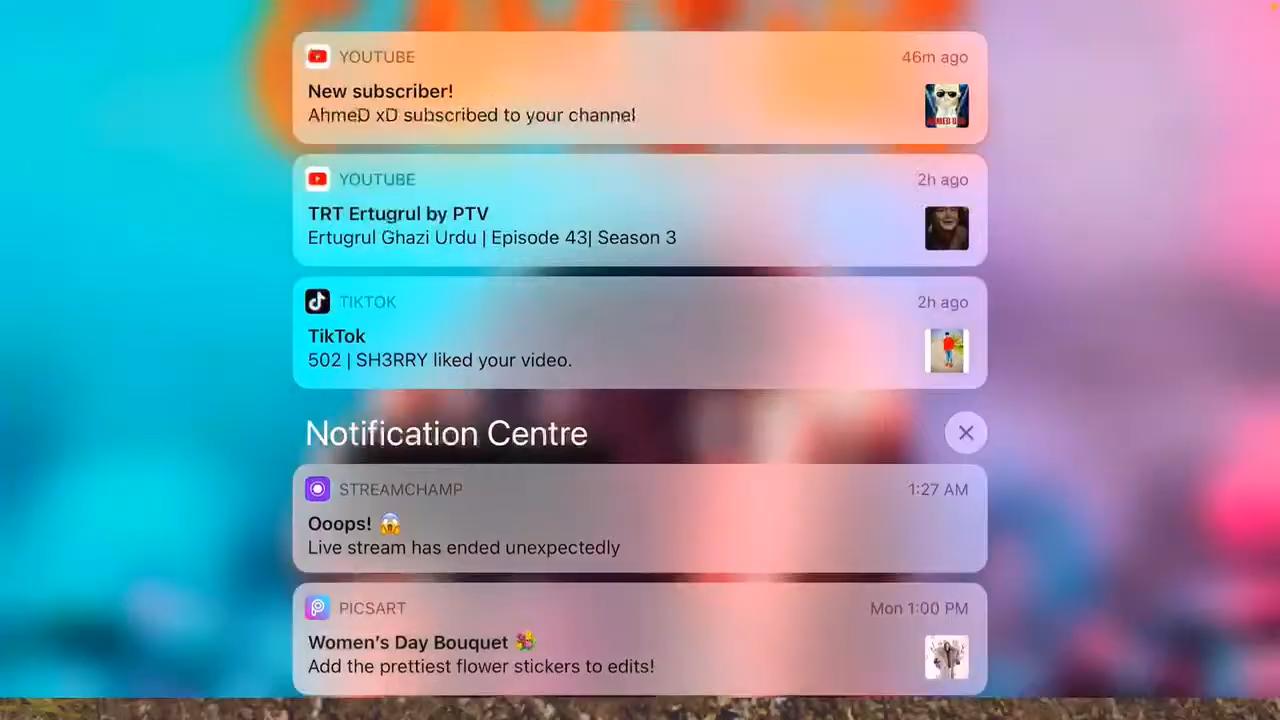 YOUTUBE 46m ago
New subscriber!
AhmeD xD subscribed to your channel
YOUTUBE 2h ago
TRT Ertugrul by PTV
Ertugrul Ghazi Urdu | Episode 43| Season 3
TIKTOK 2h ago
TikTok
502 | SH3RRY liked your video.
Notification Centre
STREAMCHAMP 1:27 AM
Ooops! 😱
Live stream has ended unexpectedly
PICSART Mon 1:00 PM
Women's Day Bouquet 💐
Add the prettiest flower stickers to edits!